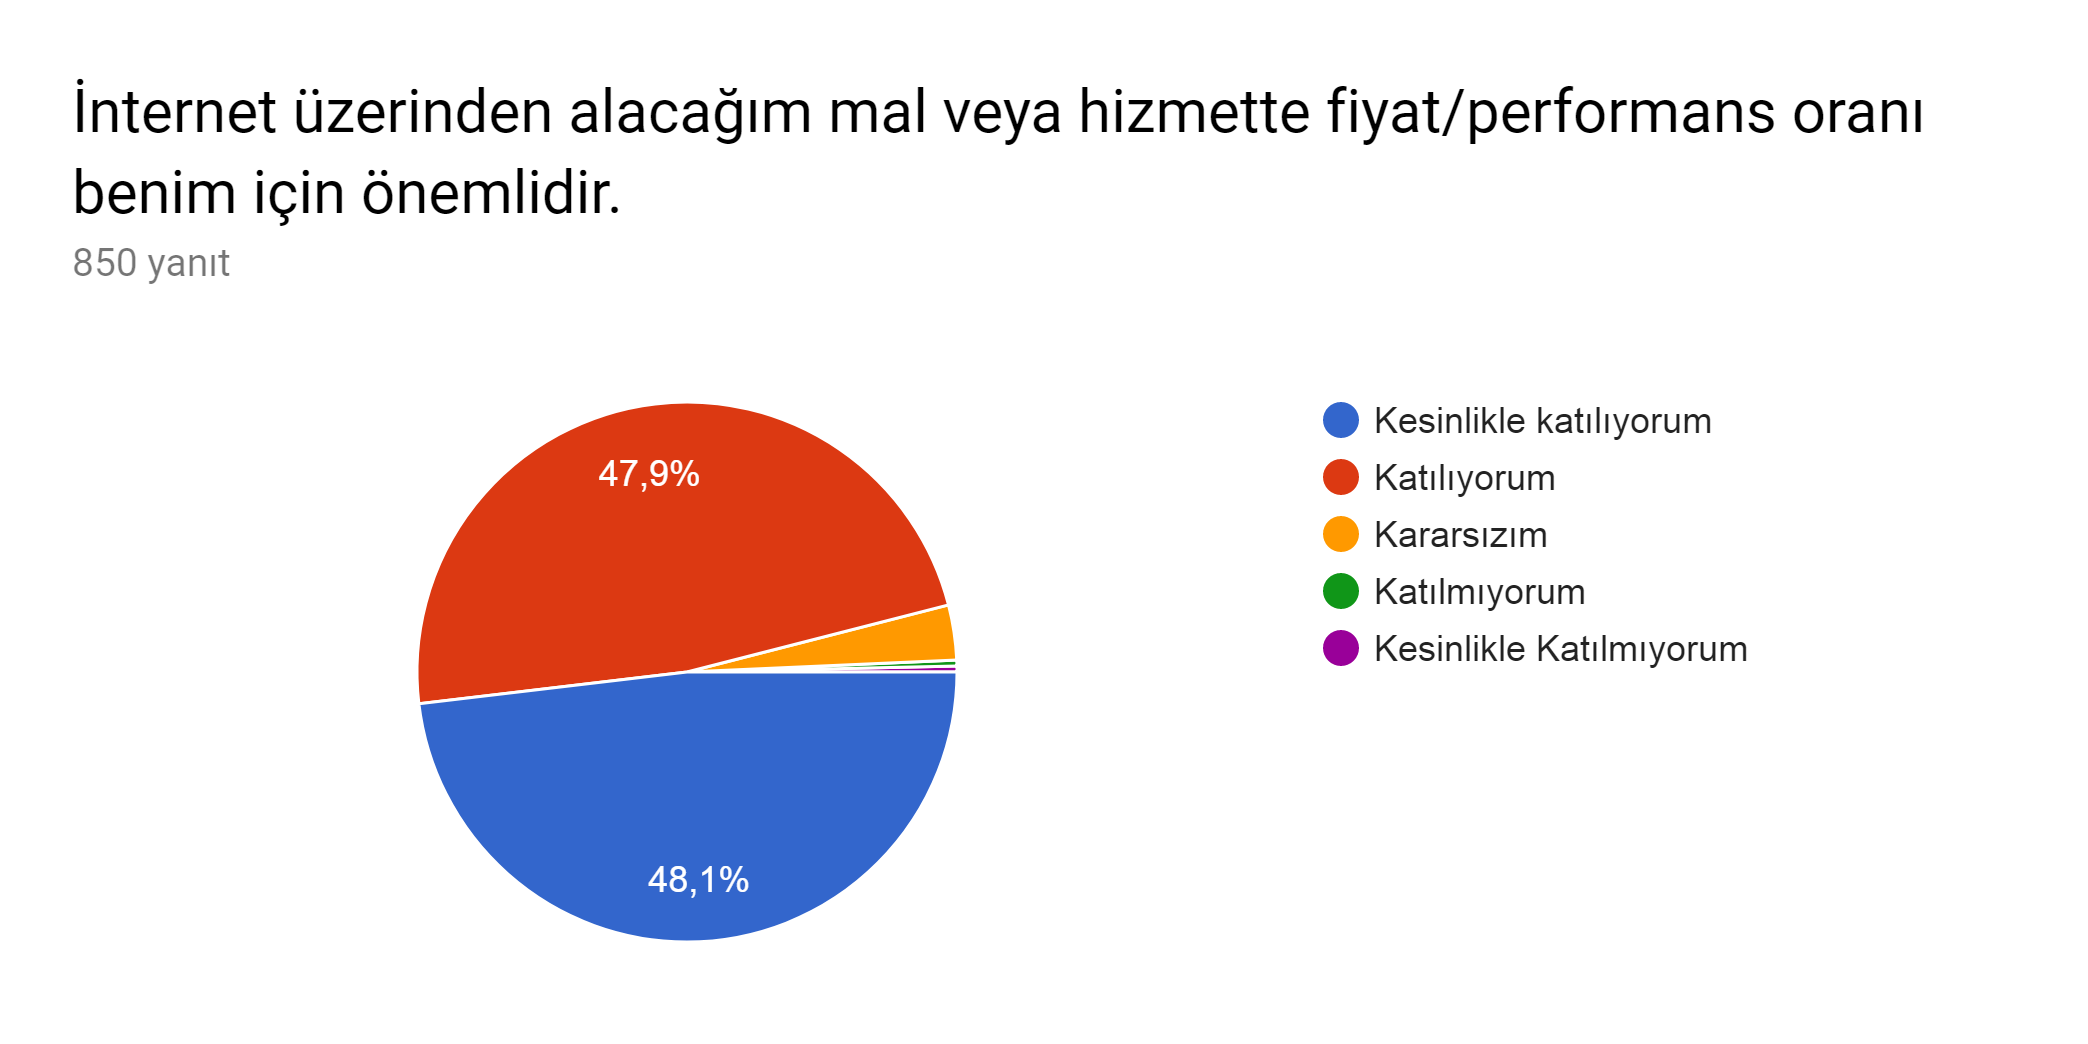 İnternet üzerinden alacağım mal veya hizmette fiyat/performans oranı
benim için önemlidir.
850 yanıt
47,9%
48,1%
Kesinlikle katılıyorum
Katılıyorum
Kararsızım
Katılmıyorum
Kesinlikle Katılmıyorum